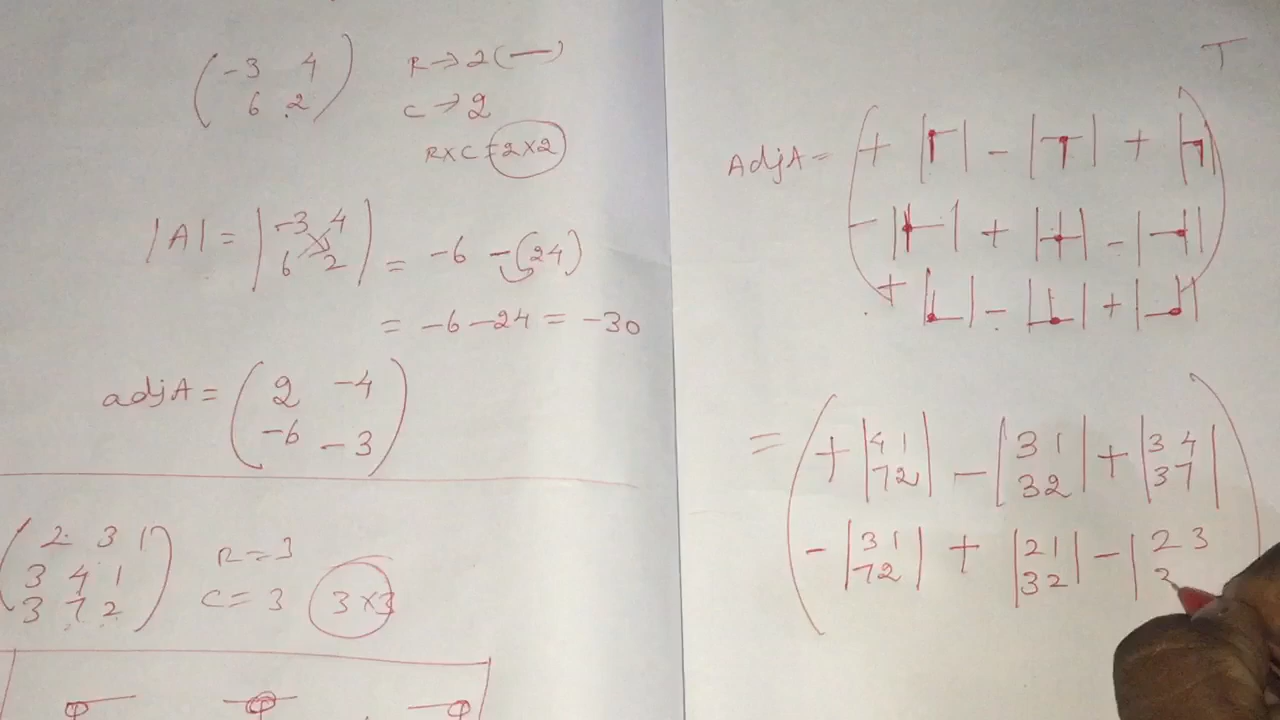 (-3 4) R→2(—)
(6 2) C→2
R×C=2×2
|A| = |-3 4|
|6 2| = -6 -(24)
= -6-24 = -30
adjA = (2 -4)
(-6 -3)
(2 3 1) R=3
(3 4 1) C=3 3×3
(3 7 2)
T
AdjA = (+ | | - | | + | |)
(- | | + | | - | |)
(+ | | - | | + | |)
= (+ |4 1| - |3 1| + |3 4|
|7 2| |3 2| |3 7|
- |3 1| + |2 1| - |2 3
|7 2| |3 2| |3